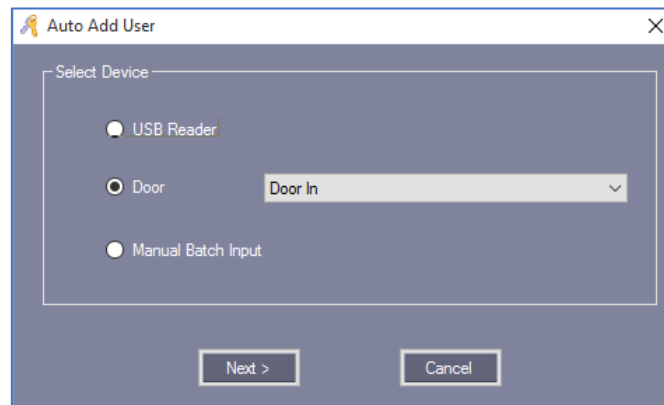 Auto Add User
Select Device
USB Reader
Door
Door In
Manual Batch Input
Next >
Cancel